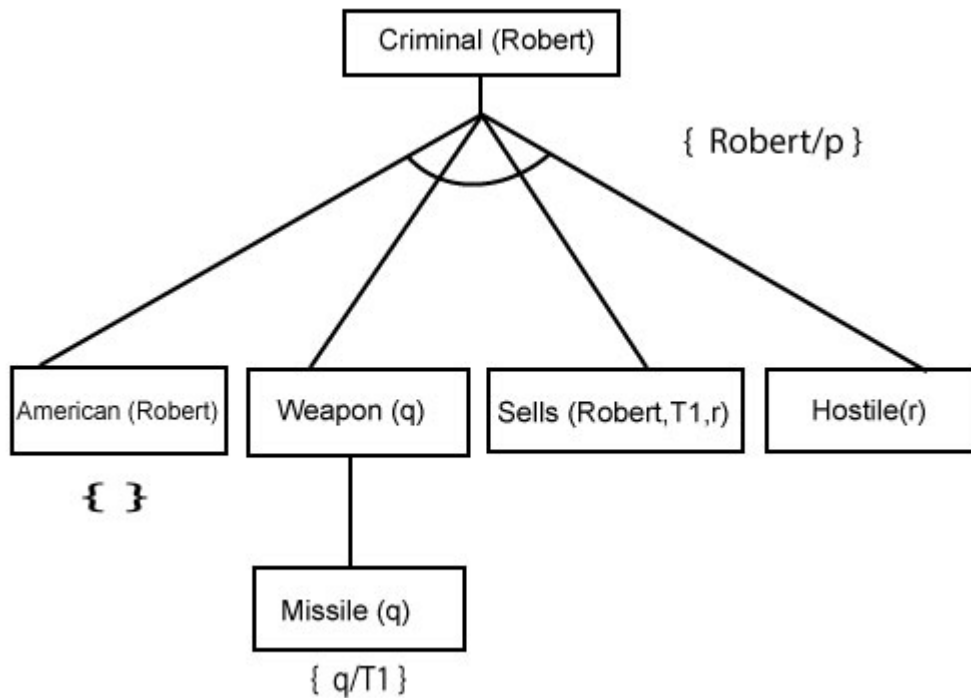 Criminal (Robert)
{ Robert/p }
American (Robert)
Weapon (q)
Sells (Robert,T1,r)
Hostile(r)
{ }
Missile (q)
{ q/T1 }